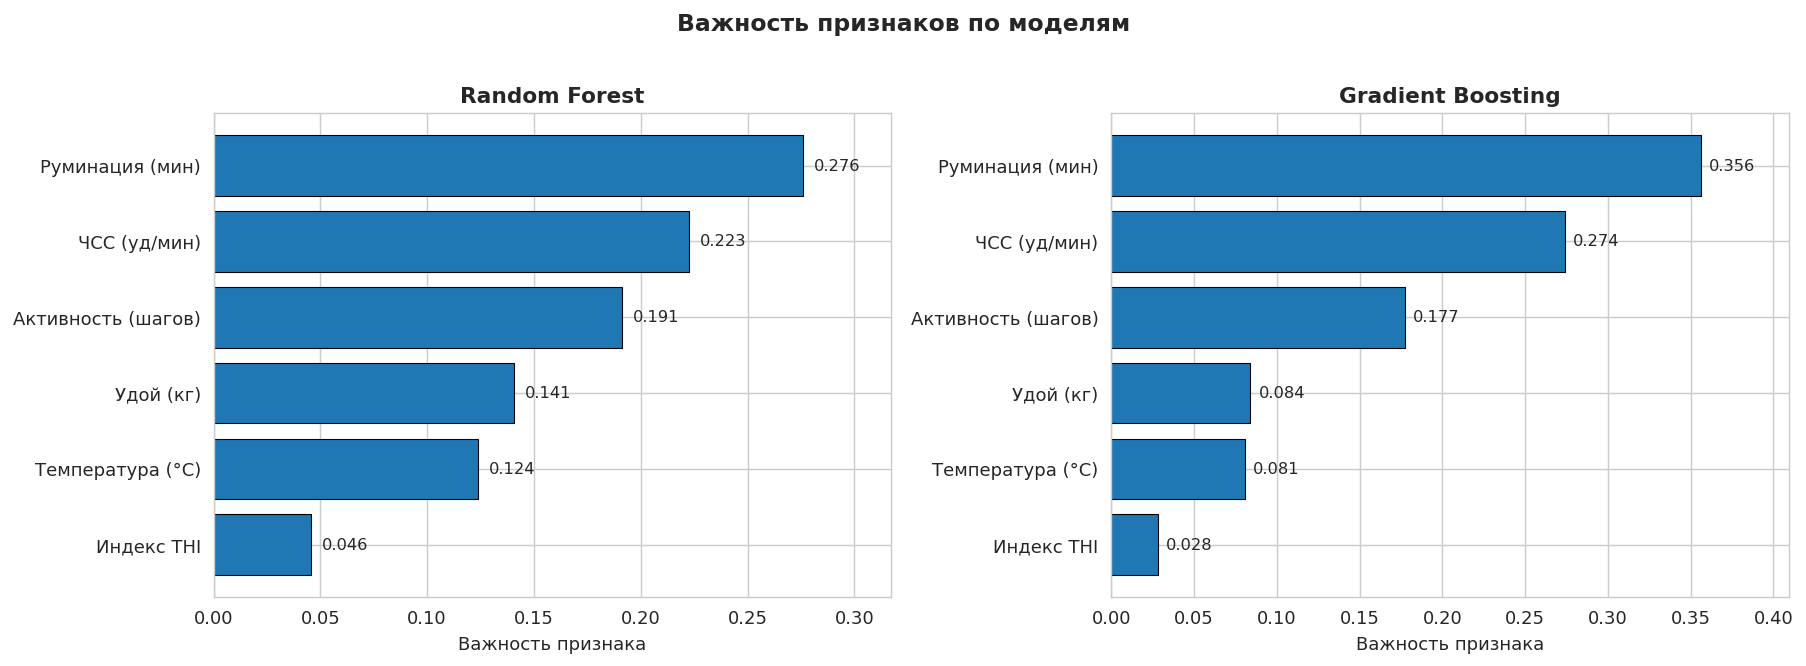 Важность признаков по моделям
Random Forest
Руминация (мин)
0.276
ЧСС (уд/мин)
0.223
Активность (шагов)
0.191
Удой (кг)
0.141
Температура (°C)
0.124
Индекс THI
0.046
0.00 0.05 0.10 0.15 0.20 0.25 0.30
Важность признака
Gradient Boosting
Руминация (мин)
0.356
ЧСС (уд/мин)
0.274
Активность (шагов)
0.177
Удой (кг)
0.084
Температура (°C)
0.081
Индекс THI
0.028
0.00 0.05 0.10 0.15 0.20 0.25 0.30 0.35 0.40
Важность признака